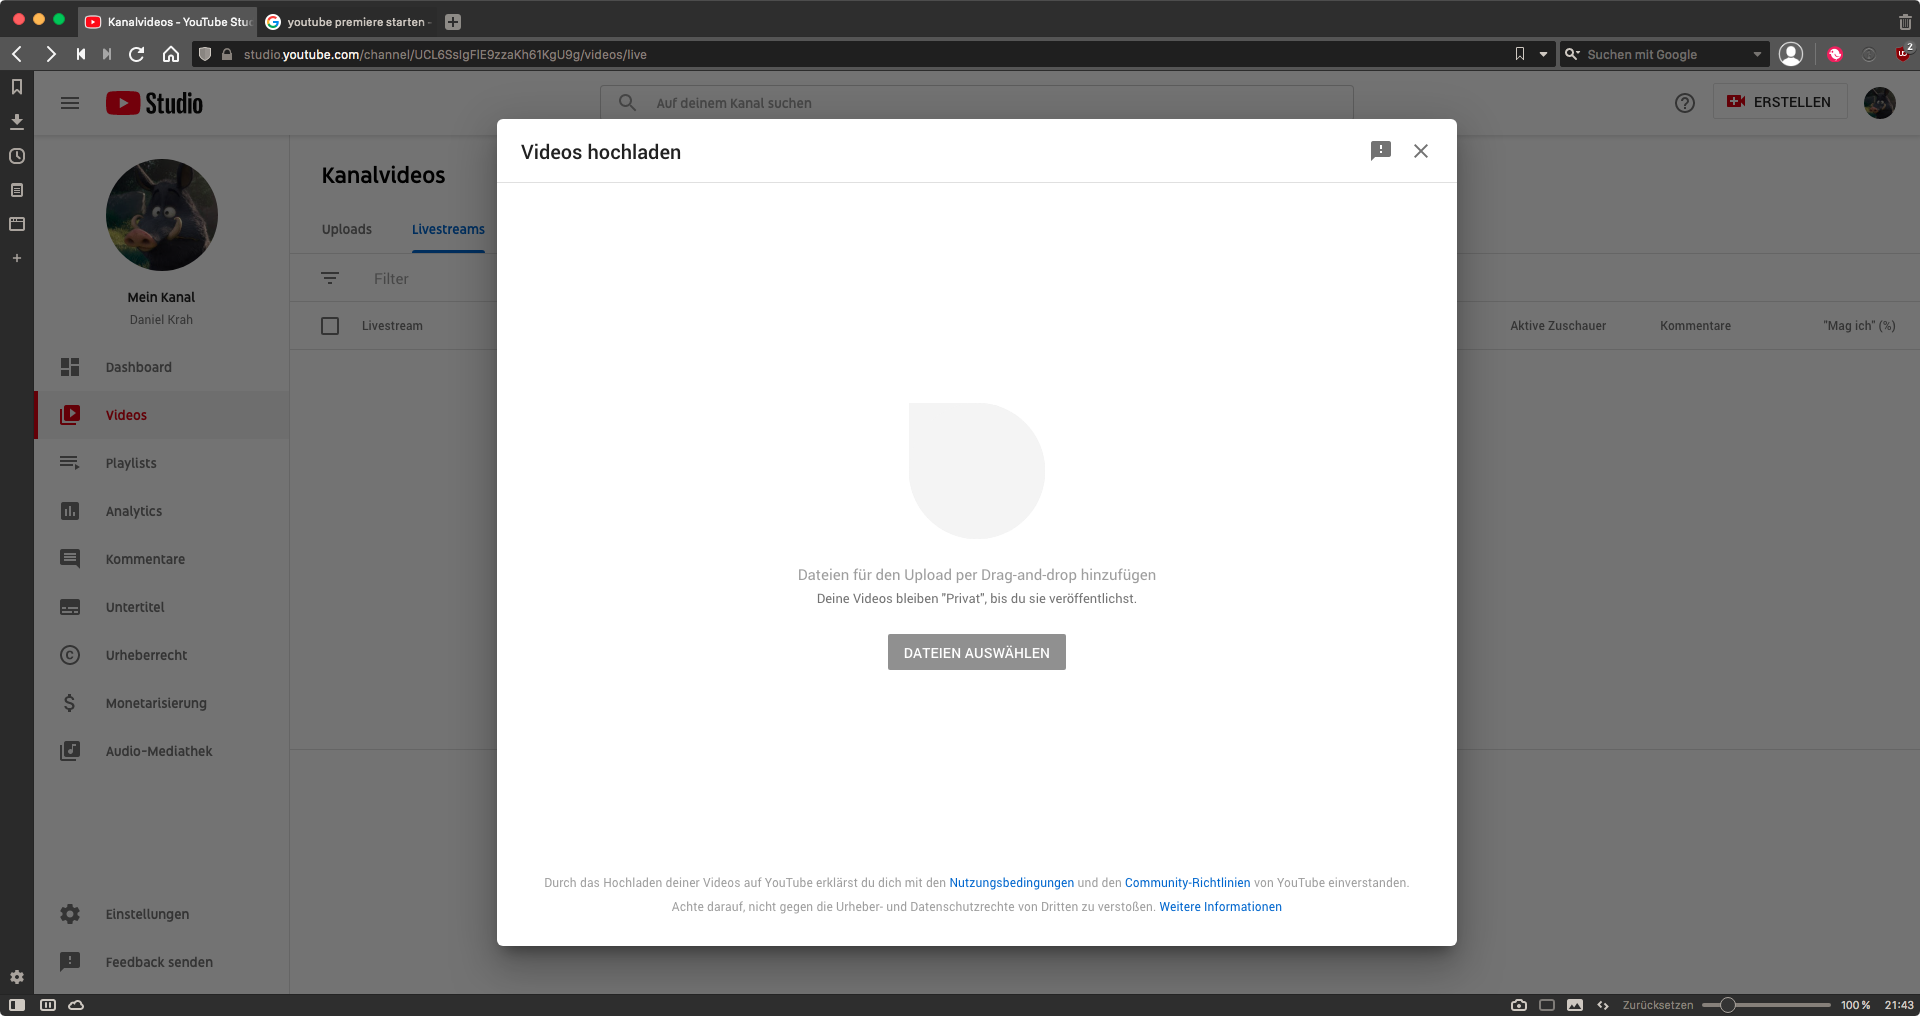 Kanalvideos - YouTube Stu
youtube premiere starten -
studio.youtube.com/channel/UCL6SsIgFIE9zzaKh61KgU9g/videos/live
Suchen mit Google
2
Studio
Auf deinem Kanal suchen
ERSTELLEN
Videos hochladen
Kanalvideos
Uploads
Livestreams
Filter
Mein Kanal
Daniel Krah
Livestream
Aktive Zuschauer
Kommentare
"Mag ich" (%)
Dashboard
Videos
Playlists
Analytics
Kommentare
Untertitel
Urheberrecht
Monetarisierung
Audio-Mediathek
Dateien für den Upload per Drag-and-drop hinzufügen
Deine Videos bleiben "Privat", bis du sie veröffentlichst.
DATEIEN AUSWÄHLEN
Durch das Hochladen deiner Videos auf YouTube erklärst du dich mit den Nutzungsbedingungen und den Community-Richtlinien von YouTube einverstanden.
Achte darauf, nicht gegen die Urheber- und Datenschutzrechte von Dritten zu verstoßen. Weitere Informationen
Einstellungen
Feedback senden
Zurücksetzen
100 %
21:43